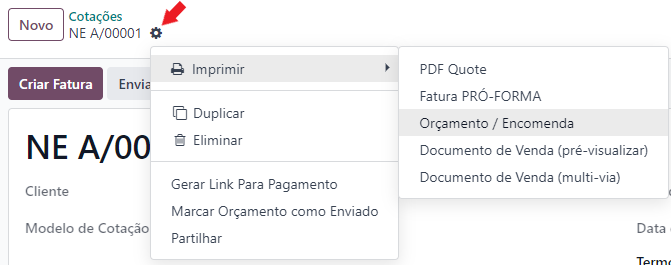 Novo
Cotações
NE A/00001
Imprimir
PDF Quote
Fatura PRÓ-FORMA
Orçamento / Encomenda
Documento de Venda (pré-visualizar)
Documento de Venda (multi-via)
Criar Fatura
Envia
Duplicar
Eliminar
Gerar Link Para Pagamento
Marcar Orçamento como Enviado
Partilhar
NE A/00
Cliente
Modelo de Cotação
Data
Termo